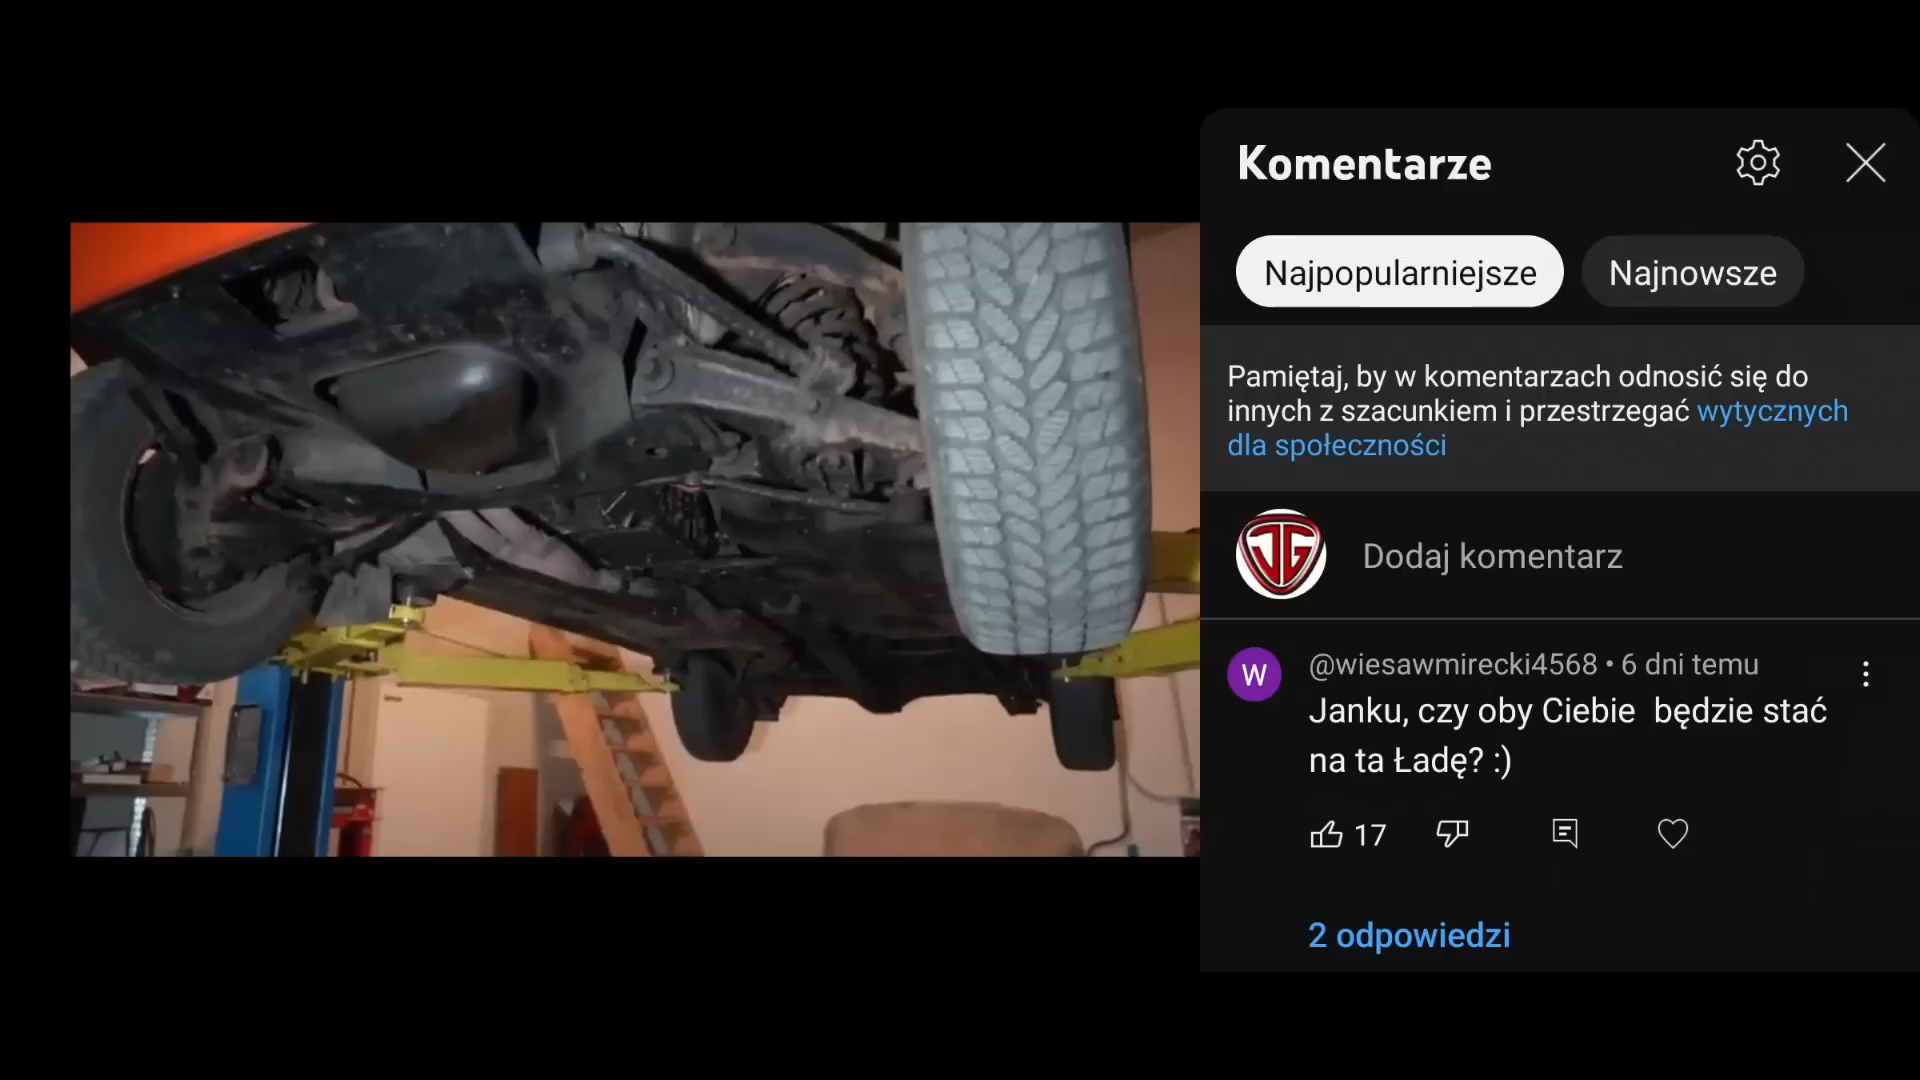 Komentarze
Najpopularniejsze Najnowsze
Pamiętaj, by w komentarzach odnosić się do
innych z szacunkiem i przestrzegać wytycznych
dla społeczności
JG
Dodaj komentarz
W
@wiesawmirecki4568 • 6 dni temu
Janku, czy oby Ciebie  będzie stać
na ta Ładę? :)
17
2 odpowiedzi